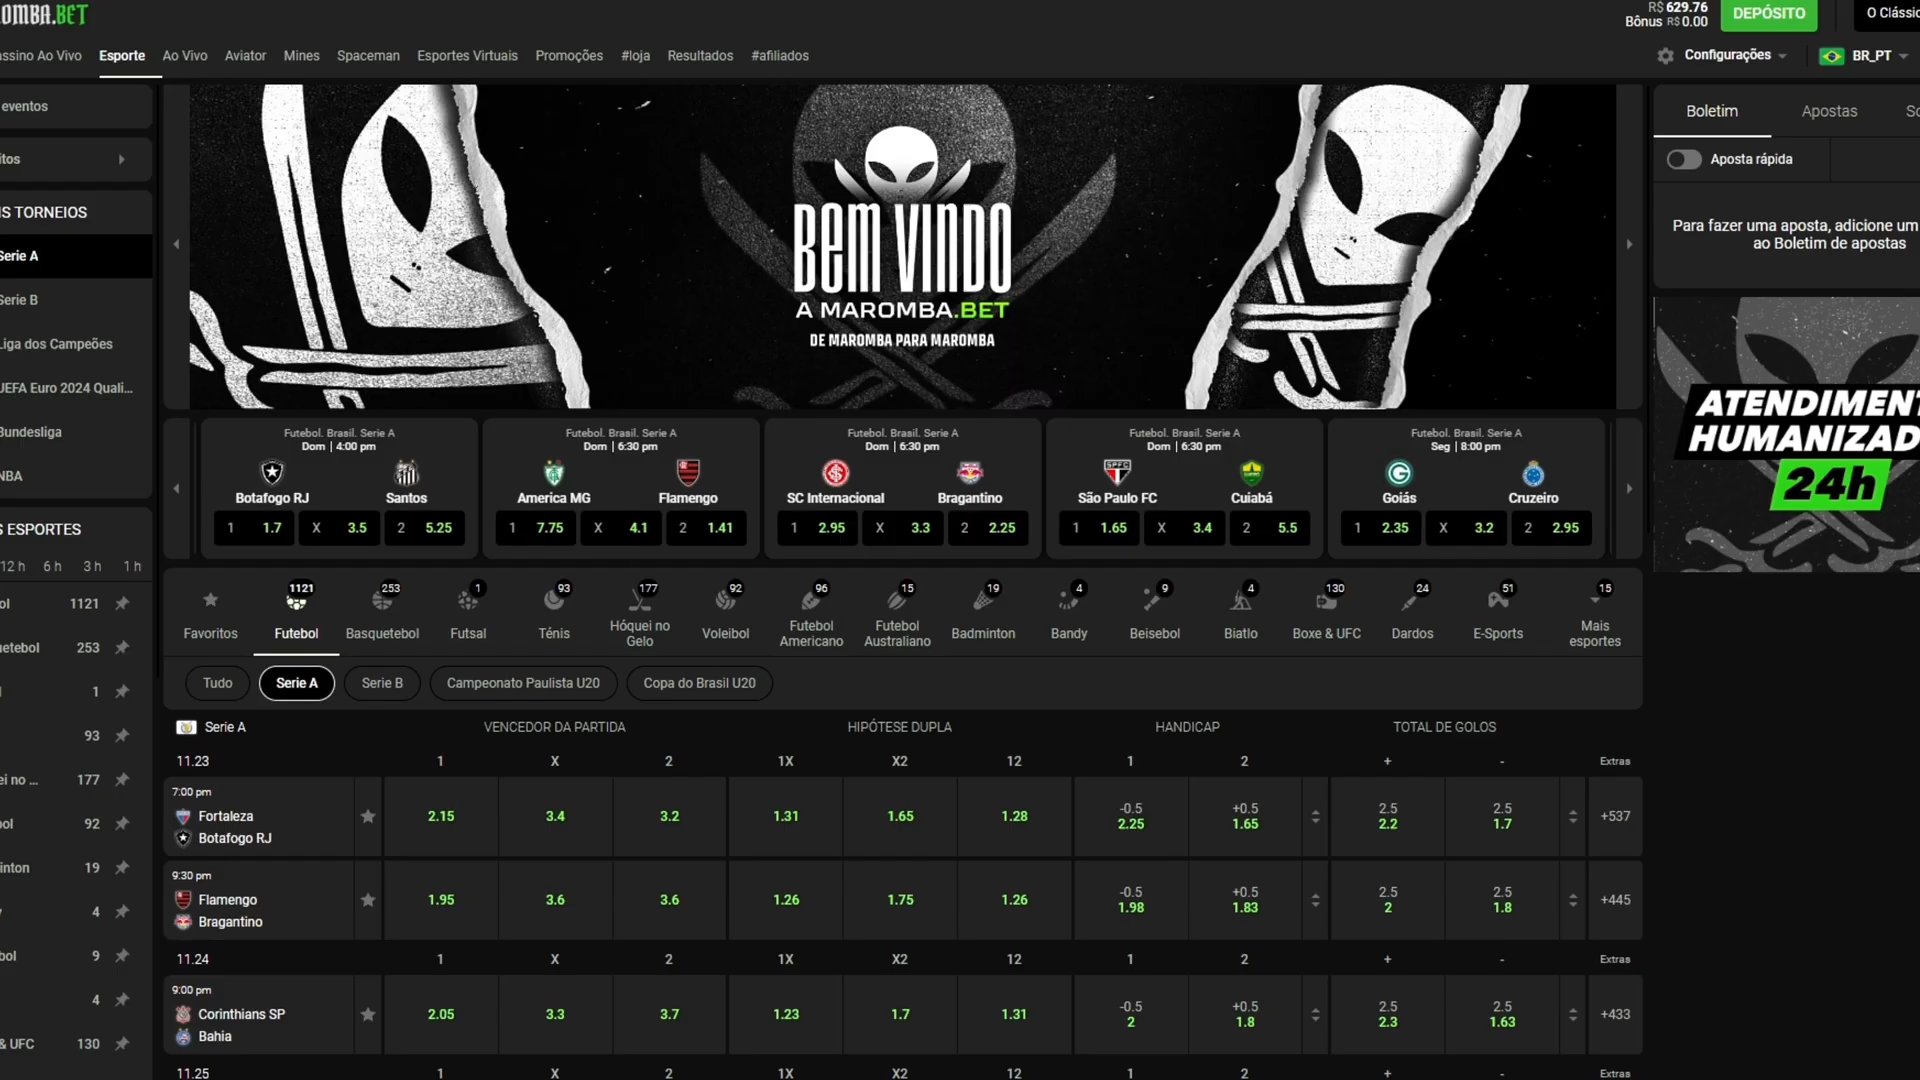 OMBA.BET
R$ 629.76
Bônus R$ 0.00
DEPÓSITO
O Clássic
assino Ao Vivo Esporte Ao Vivo Aviator Mines Spaceman Esportes Virtuais Promoções #loja Resultados #afiliados
Configurações BR_PT
eventos
itos
S TORNEIOS
Serie A
Serie B
Liga dos Campeões
UEFA Euro 2024 Quali...
Bundesliga
NBA
S ESPORTES
12 h 6 h 3 h 1 h
ol 1121
uetebol 253
l 1
93
ei no ... 177
ool 92
inton 19
y 4
bol 9
4
& UFC 130
BEM VINDO
A MAROMBA.BET
DE MAROMBA PARA MAROMBA
Futebol. Brasil. Serie A
Dom | 4:00 pm
Botafogo RJ Santos
1 1.7 X 3.5 2 5.25
Futebol. Brasil. Serie A
Dom | 6:30 pm
America MG Flamengo
1 7.75 X 4.1 2 1.41
Futebol. Brasil. Serie A
Dom | 6:30 pm
SC Internacional Bragantino
1 2.95 X 3.3 2 2.25
Futebol. Brasil. Serie A
Dom | 6:30 pm
SPFC
São Paulo FC Cuiabá
1 1.65 X 3.4 2 5.5
Futebol. Brasil. Serie A
Seg | 8:00 pm
Goiás Cruzeiro
1 2.35 X 3.2 2 2.95
1121 253 1 93 177 92 96 15 19 4 9 4 130 24 51 15
Favoritos Futebol Basquetebol Futsal Ténis Hóquei no Gelo Voleibol Futebol Americano Futebol Australiano Badminton Bandy Beisebol Biatlo Boxe & UFC Dardos E-Sports Mais esportes
Tudo Serie A Serie B Campeonato Paulista U20 Copa do Brasil U20
Serie A VENCEDOR DA PARTIDA HIPÓTESE DUPLA HANDICAP TOTAL DE GOLOS
11.23 1 X 2 1X X2 12 1 2 + - Extras
7:00 pm
Fortaleza
Botafogo RJ
2.15 3.4 3.2 1.31 1.65 1.28
-0.5 +0.5 2.5 2.5
2.25 1.65 2.2 1.7
+537
9:30 pm
Flamengo
Bragantino
1.95 3.6 3.6 1.26 1.75 1.26
-0.5 +0.5 2.5 2.5
1.98 1.83 2 1.8
+445
11.24 1 X 2 1X X2 12 1 2 + - Extras
9:00 pm
Corinthians SP
Bahia
2.05 3.3 3.7 1.23 1.7 1.31
-0.5 +0.5 2.5 2.5
2 1.8 2.3 1.63
+433
11.25 1 X 2 1X X2 12 1 2 + - Extras
Boletim Apostas So
Aposta rápida
Para fazer uma aposta, adicione um
ao Boletim de apostas
ATENDIMENT
HUMANIZAD
24h